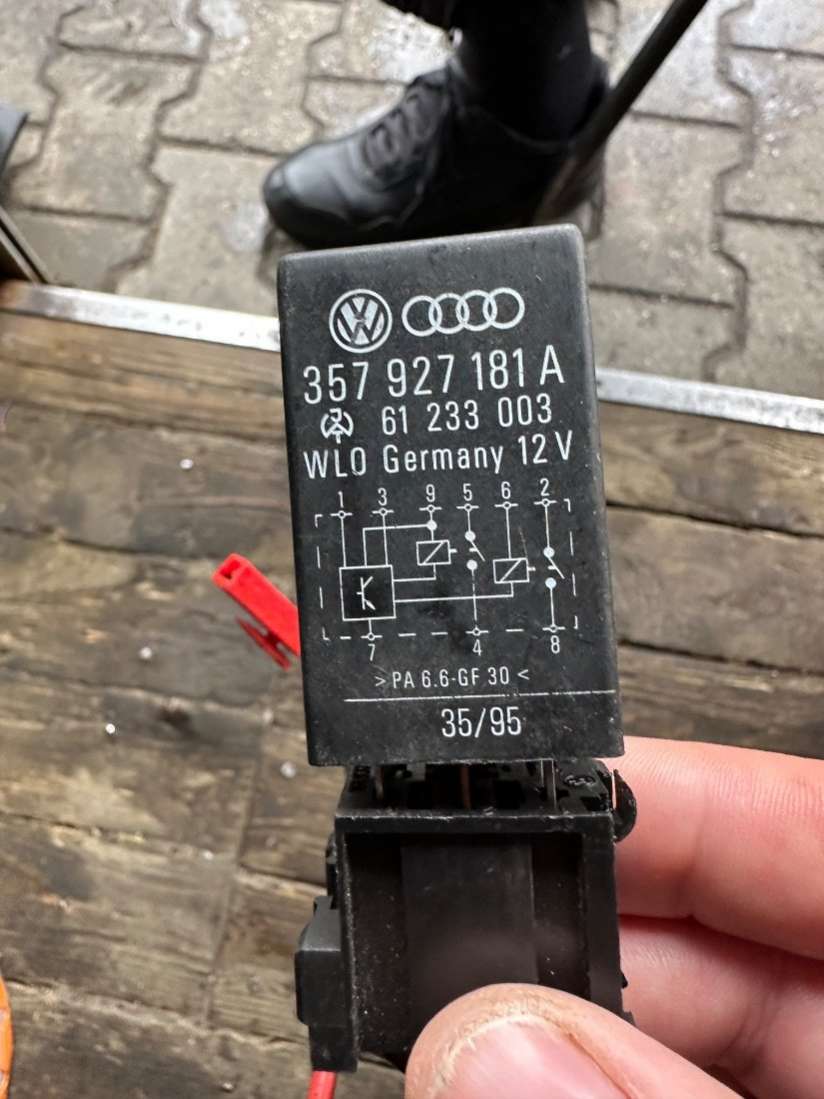 357 927 181 A
61 233 003
WLO Germany 12 V
1 3 9 5 6 2
7 4 8
>PA 6.6-GF 30<
35/95